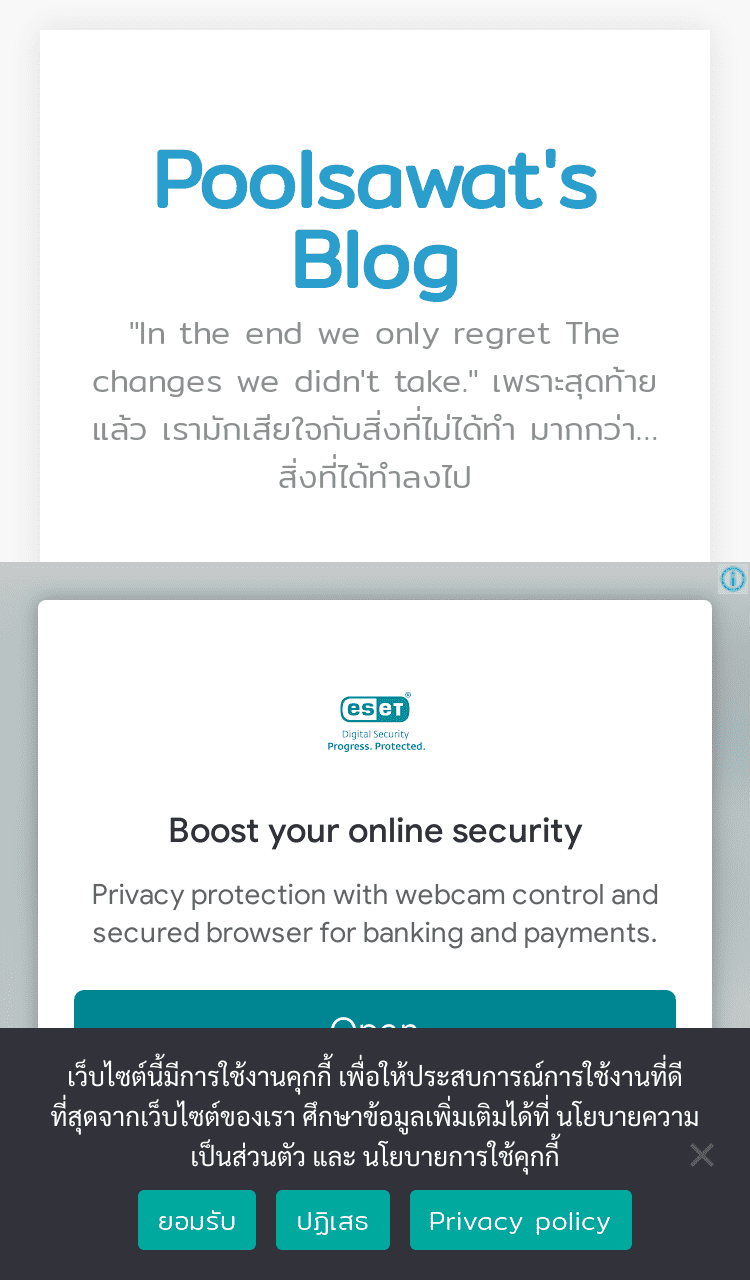 Poolsawat's
Blog
"In the end we only regret The
changes we didn't take." เพราะสุดท้าย
แล้ว เรามักเสียใจกับสิ่งที่ไม่ได้ทำ มากกว่า...
สิ่งที่ได้ทำลงไป
eseT®
Digital Security
Progress. Protected.
Boost your online security
Privacy protection with webcam control and
secured browser for banking and payments.
Open
เว็บไซต์นี้มีการใช้งานคุกกี้ เพื่อให้ประสบการณ์การใช้งานที่ดี
ที่สุดจากเว็บไซต์ของเรา ศึกษาข้อมูลเพิ่มเติมได้ที่ นโยบายความ
เป็นส่วนตัว และ นโยบายการใช้คุกกี้
ยอมรับ ปฏิเสธ Privacy policy